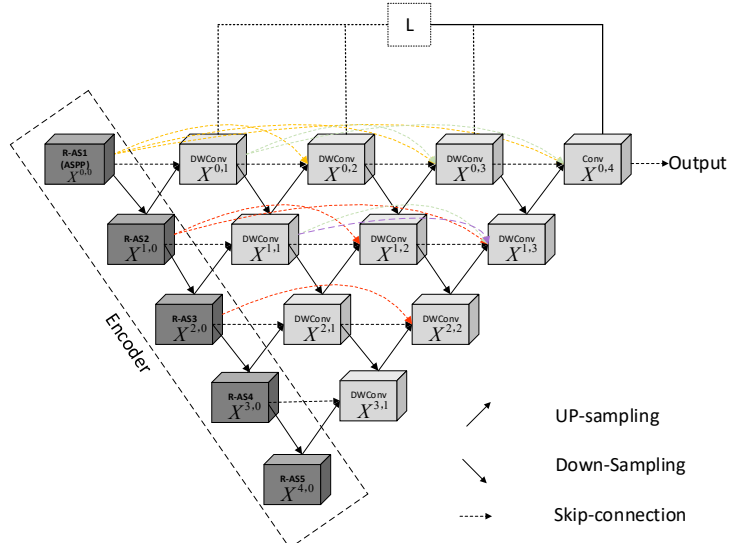 L
R-AS1
(ASPP)
X^{0,0}
DWConv
X^{0,1}
DWConv
X^{0,2}
DWConv
X^{0,3}
Conv
X^{0,4}
Output
R-AS2
X^{1,0}
DWConv
X^{1,1}
DWConv
X^{1,2}
DWConv
X^{1,3}
R-AS3
X^{2,0}
DWConv
X^{2,1}
DWConv
X^{2,2}
Encoder
R-AS4
X^{3,0}
DWConv
X^{3,1}
R-AS5
X^{4,0}
UP-sampling
Down-Sampling
Skip-connection